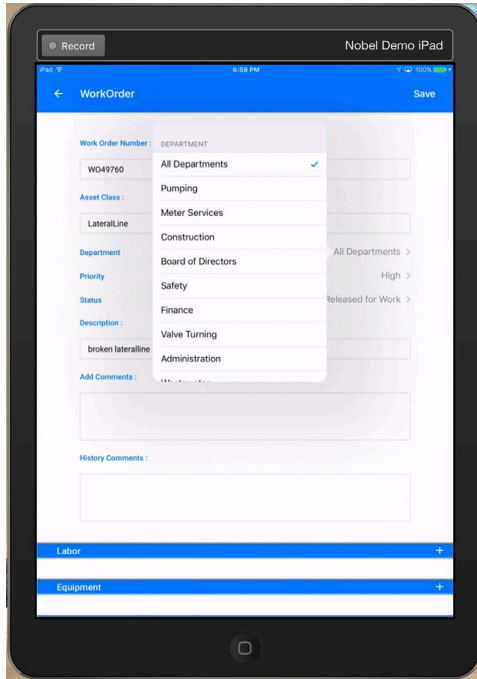 Record
Nobel Demo iPad
iPad
6:59 PM
100%
WorkOrder
Save
Work Order Number :
WO49760
Asset Class :
LateralLine
Department
All Departments
Priority
High
Status
Released for Work
Description :
broken lateralline
Add Comments :
History Comments :
DEPARTMENT
All Departments
Pumping
Meter Services
Construction
Board of Directors
Safety
Finance
Valve Turning
Administration
Labor
+
Equipment
+